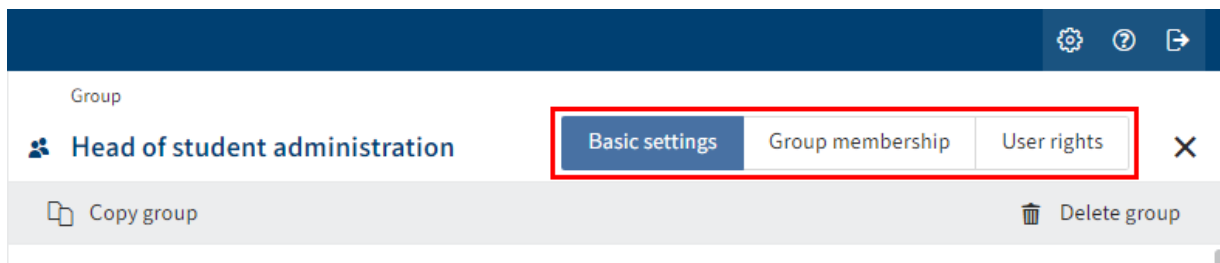 Group
Head of student administration
Basic settings
Group membership
User rights
Copy group
Delete group